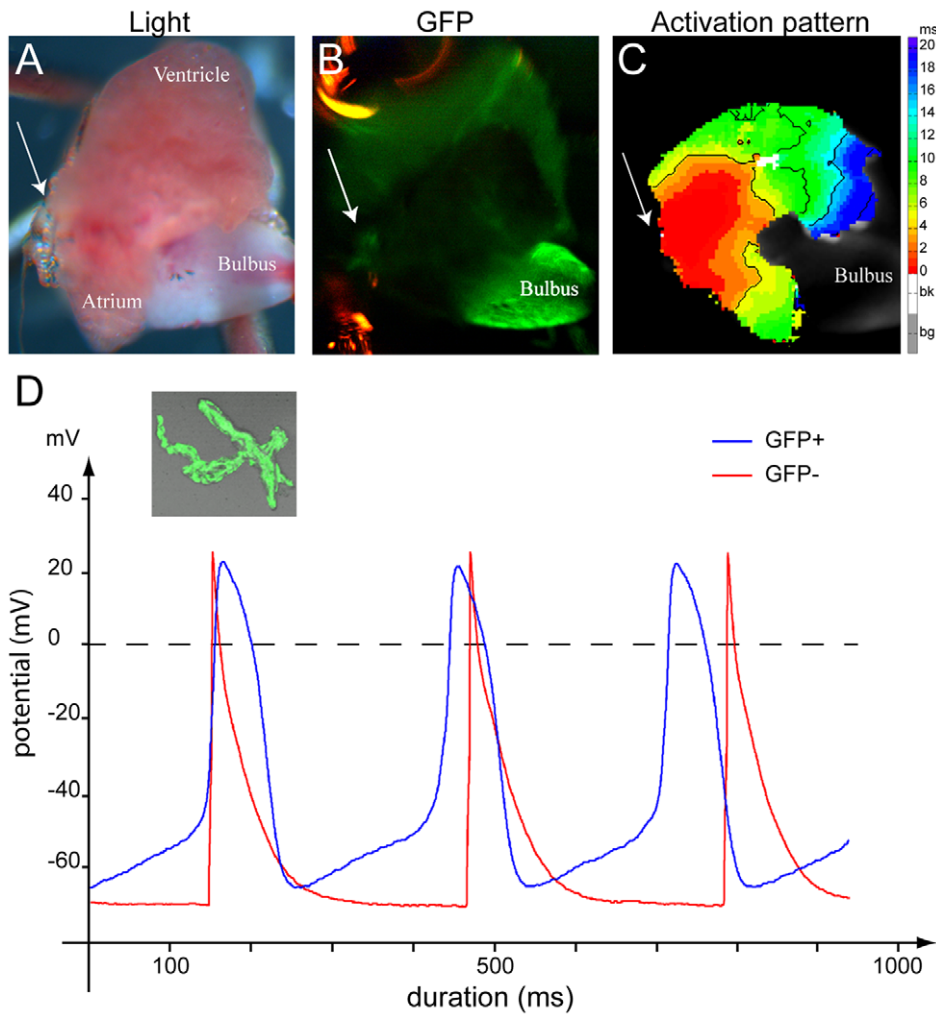 Light
GFP
Activation pattern
A
Ventricle
Atrium
Bulbus
B
Bulbus
C
Bulbus
ms
20
18
16
14
12
10
8
6
4
2
0
bk
bg
D
mV
GFP+
GFP-
potential (mV)
40
20
0
-20
-40
-60
100
500
1000
duration (ms)